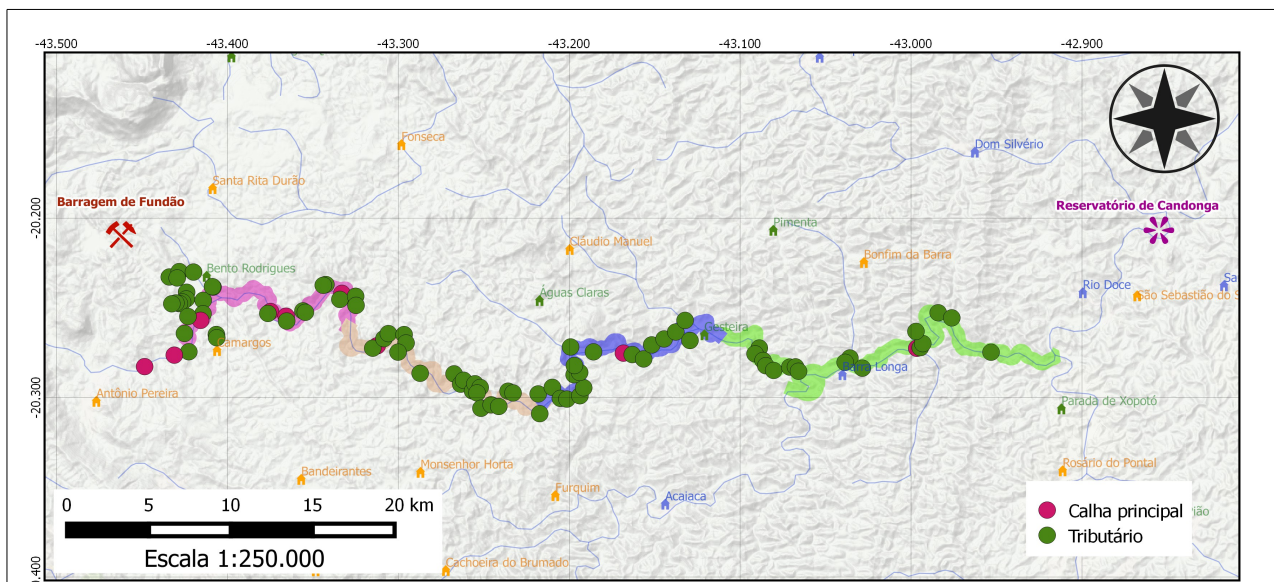 -43.500
-43.400
-43.300
-43.200
-43.100
-43.000
-42.900
Fonseca
Dom Silvério
Santa Rita Durão
Barragem de Fundão
Reservatório de Candonga
-20.200
Pimenta
Cláudio Manuel
Bonfim da Barra
Bento Rodrigues
Rio Doce
Sa
Águas Claras
São Sebastião do S
Gesteira
Camargos
Barra Longa
-20.300
Antônio Pereira
Parada de Xopotó
Bandeirantes
Monsenhor Horta
Rosário do Pontal
Furquim
Acaiaca
0 5 10 15 20 km
Escala 1:250.000
Calha principal
pião
Tributário
Cachoeira do Brumado